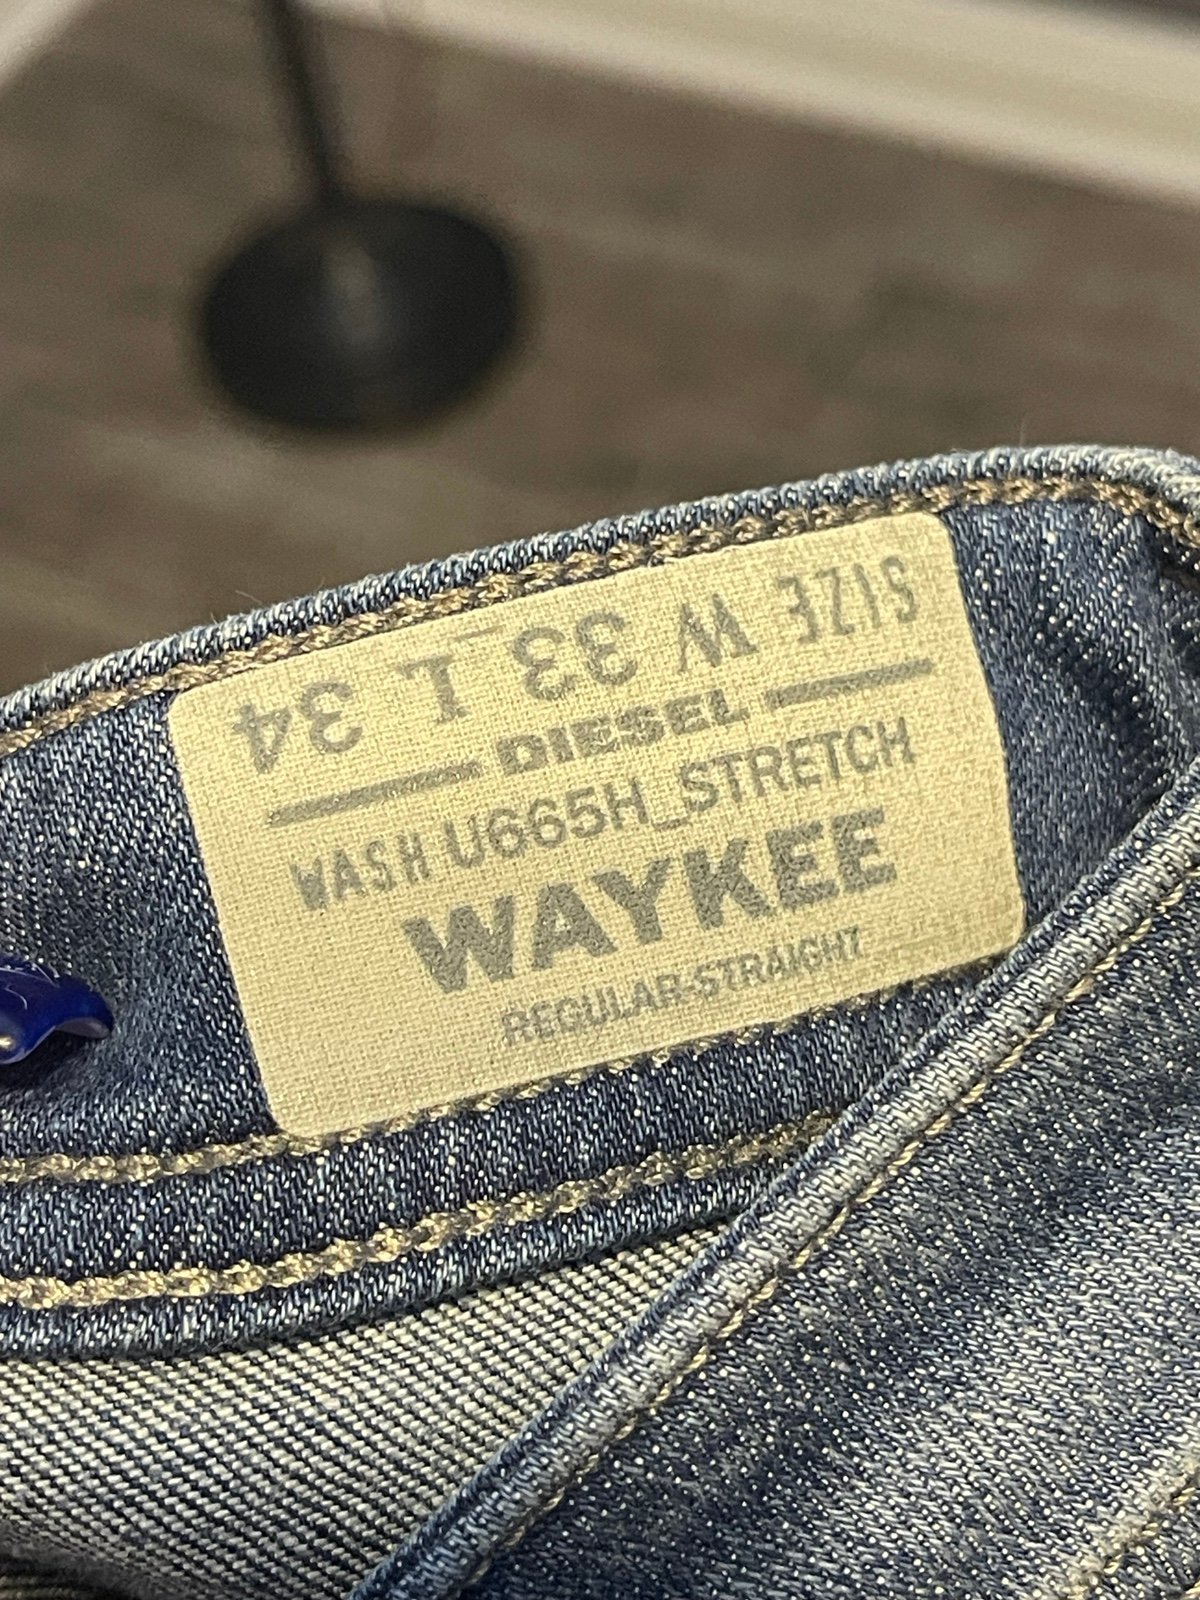 SIZE W 33 L 34
DIESEL
WASH U665H_STRETCH
WAYKEE
REGULAR-STRAIGHT